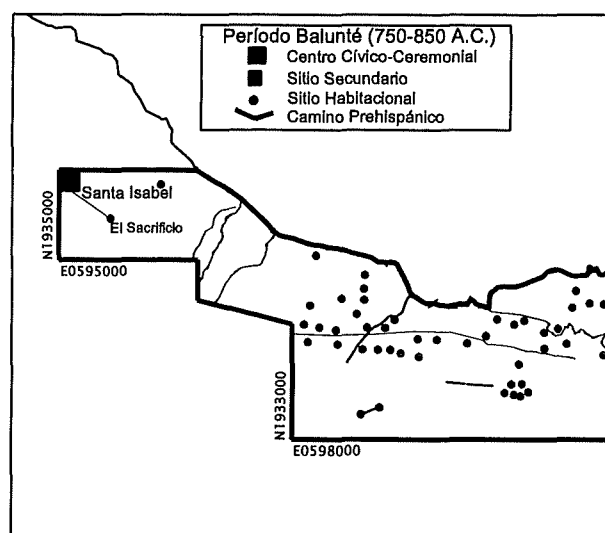 Período Balunté (750-850 A.C.)
Centro Cívico-Ceremonial
Sitio Secundario
Sitio Habitacional
Camino Prehispánico
Santa Isabel
El Sacrificio
N1935000
E0595000
N1933000
E0598000